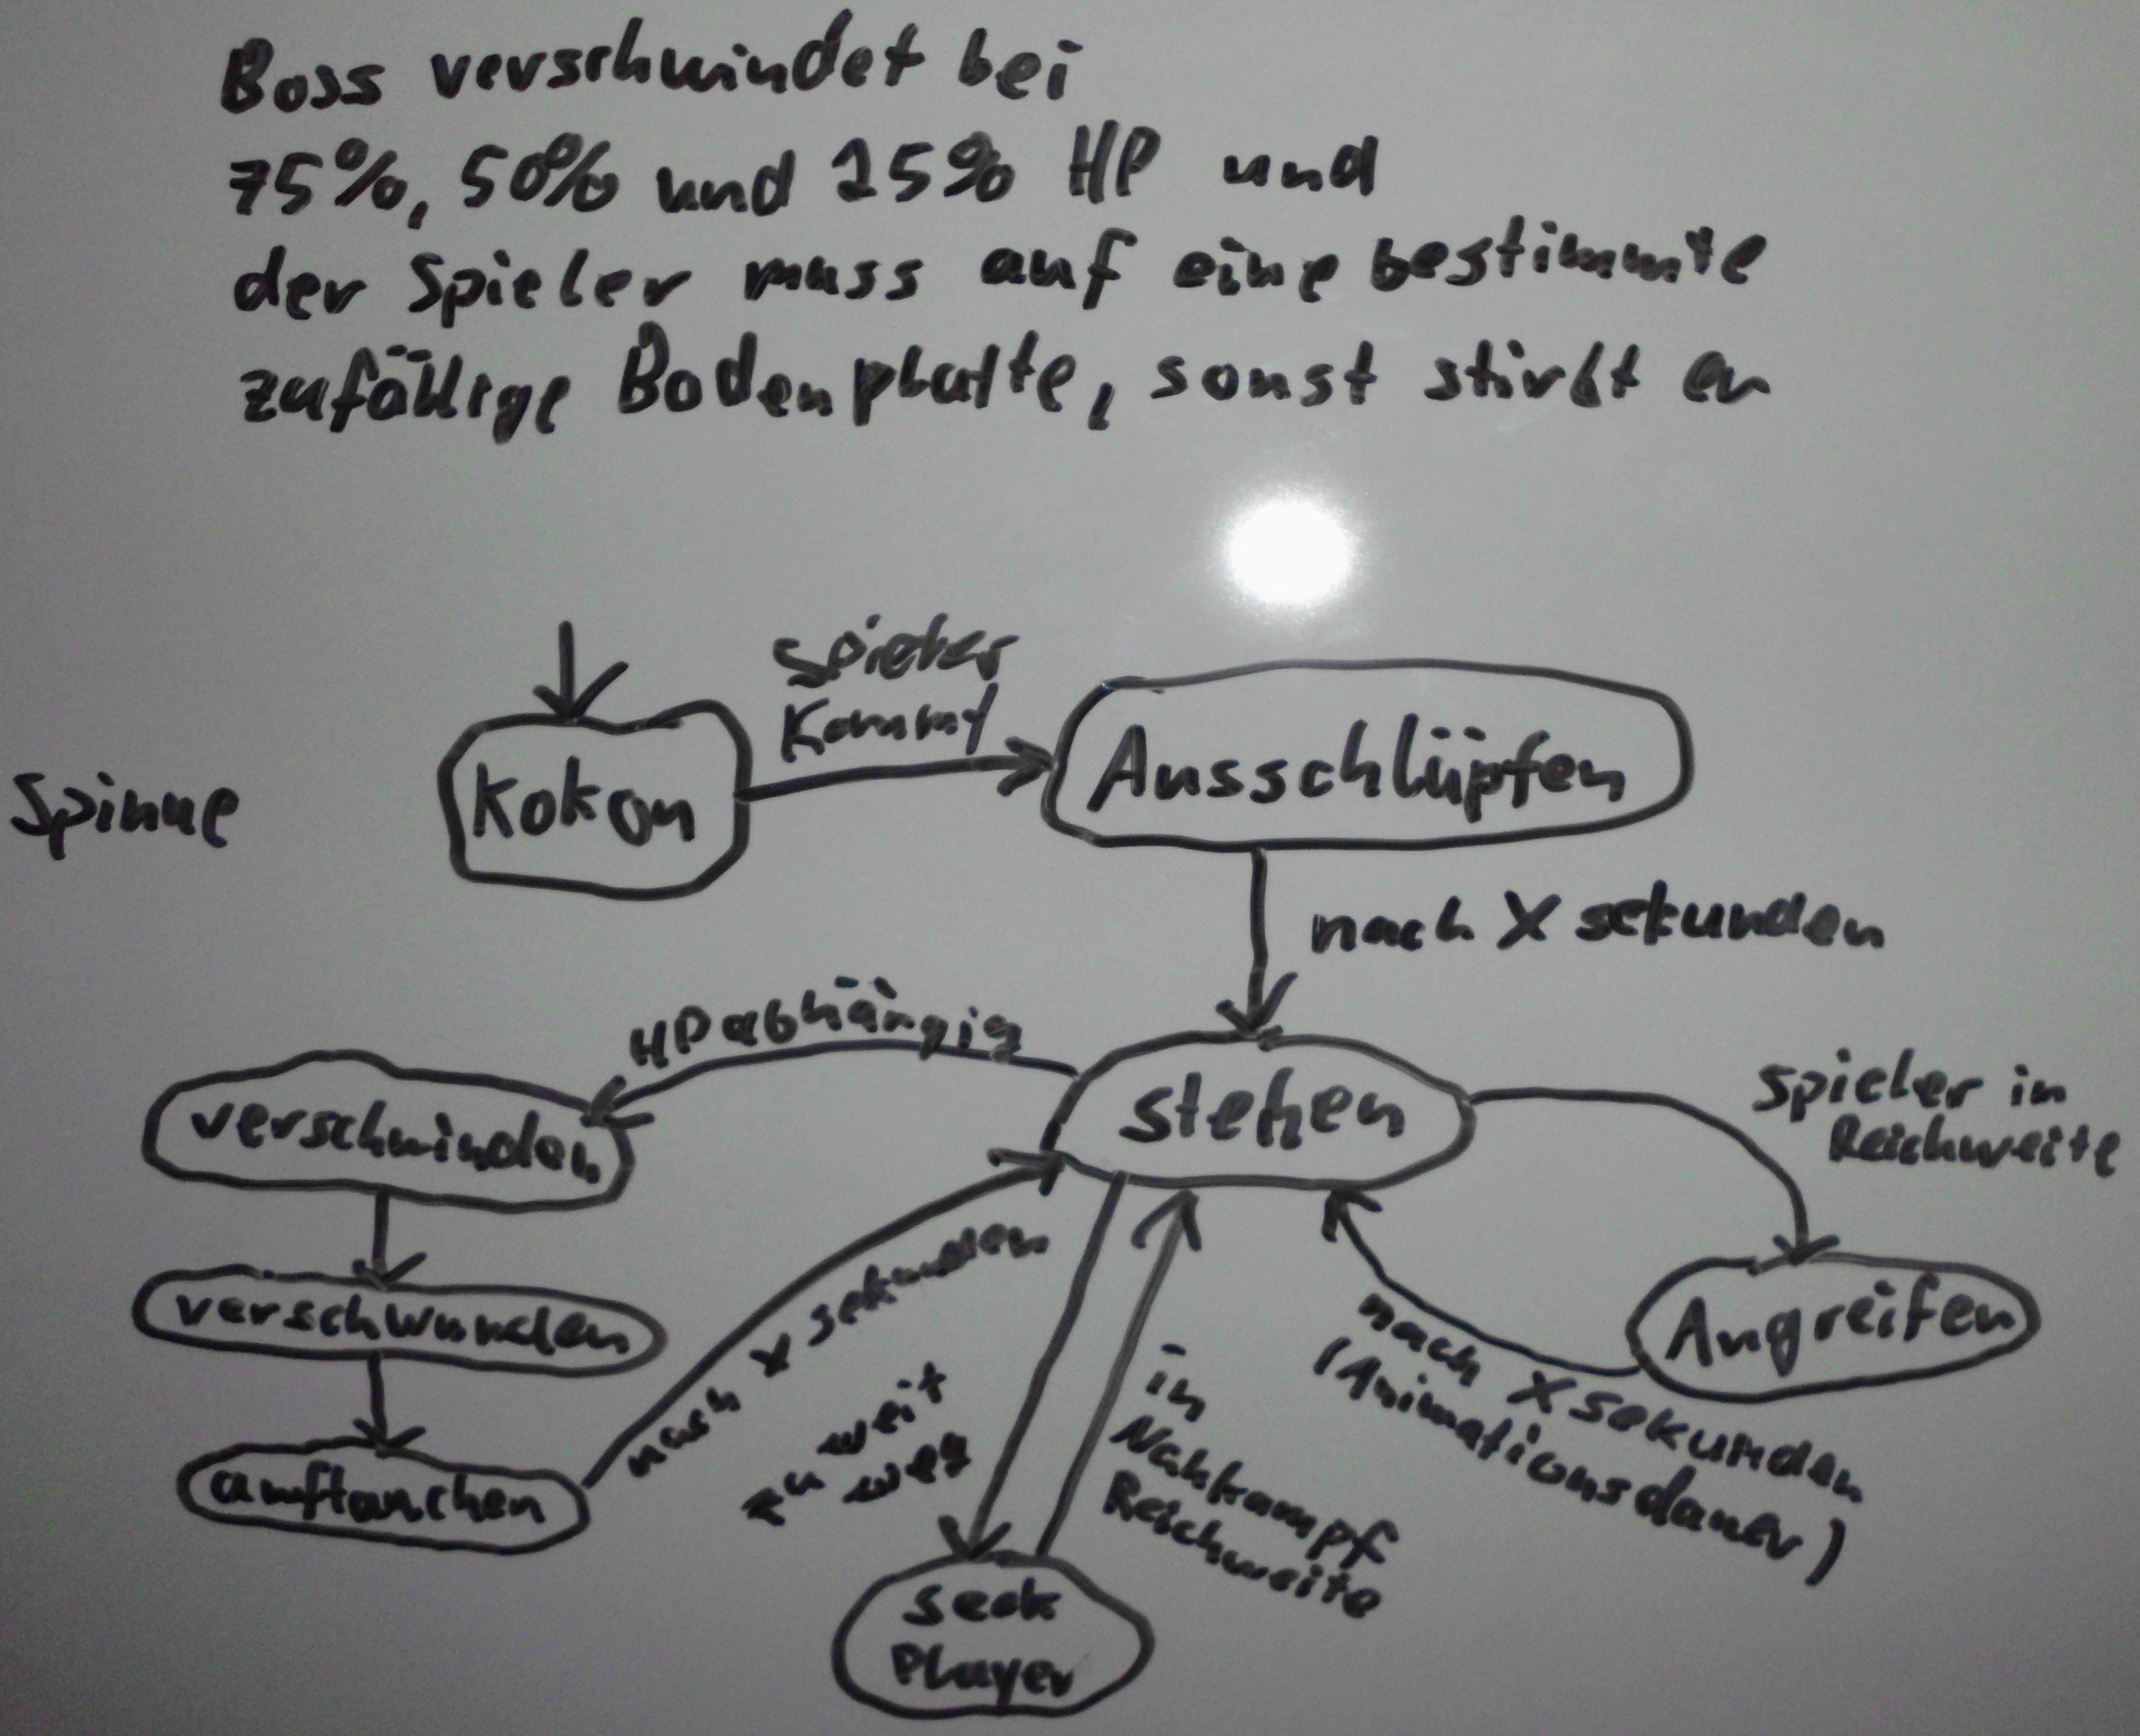 Boss verschwindet bei
75%, 50% und 25% HP und
der Spieler muss auf eine bestimmte
zufällige Bodenplatte, sonst stirbt er
Spieler
kommt
Kokon
Ausschlüpfen
Spinne
nach X sekunden
HP abhängig
stehen
Spieler in
Reichweite
verschwinden
verschwunden
Angreifen
auftauchen
nach X sekunden
zu weit
weg
in
Nahkampf
Reichweite
nach X sekunden
(Animationsdauer)
seek
Player